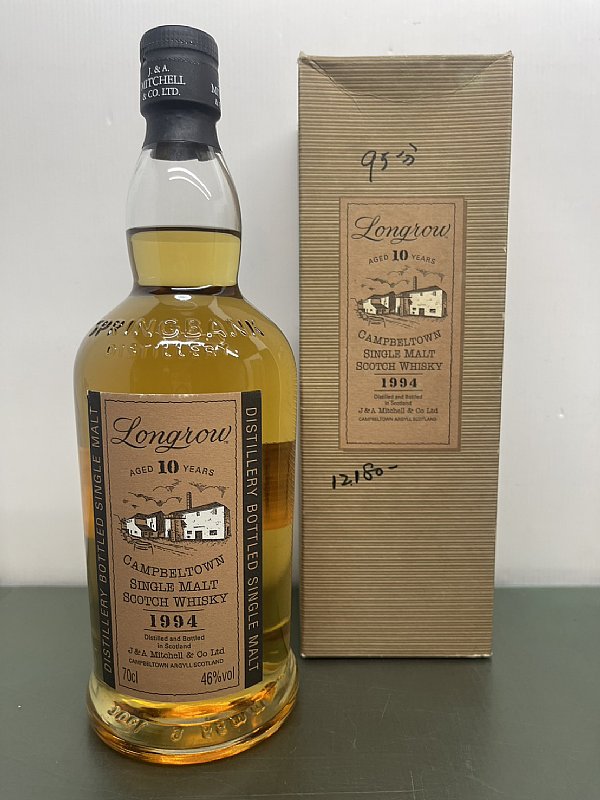 J. & A.
MITCHELL
& CO. LTD.
SPRINGBANK
DISTILLERY
Longrow
AGED 10 YEARS
CAMPBELTOWN
SINGLE MALT
SCOTCH WHISKY
1994
Distilled and Bottled
in Scotland
J & A Mitchell & Co Ltd
CAMPBELTOWN ARGYLL SCOTLAND
70cl 46%vol
DISTILLERY BOTTLED SINGLE MALT
DISTILLERY BOTTLED SINGLE MALT
Longrow
AGED 10 YEARS
CAMPBELTOWN
SINGLE MALT
SCOTCH WHISKY
1994
Distilled and Bottled
in Scotland
J & A Mitchell & Co Ltd
CAMPBELTOWN ARGYLL SCOTLAND
12,180-